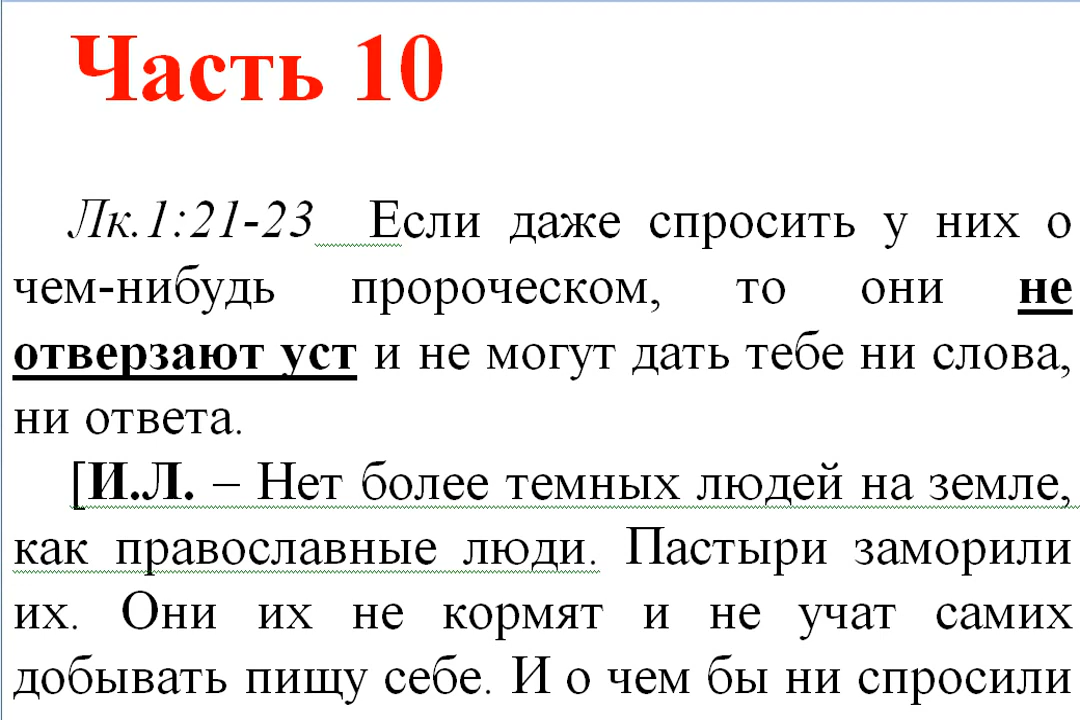 Часть 10
Лк.1:21-23 Если даже спросить у них о
чем-нибудь пророческом, то они не
отверзают уст и не могут дать тебе ни слова,
ни ответа.
[И.Л. – Нет более темных людей на земле,
как православные люди. Пастыри заморили
их. Они их не кормят и не учат самих
добывать пищу себе. И о чем бы ни спросили